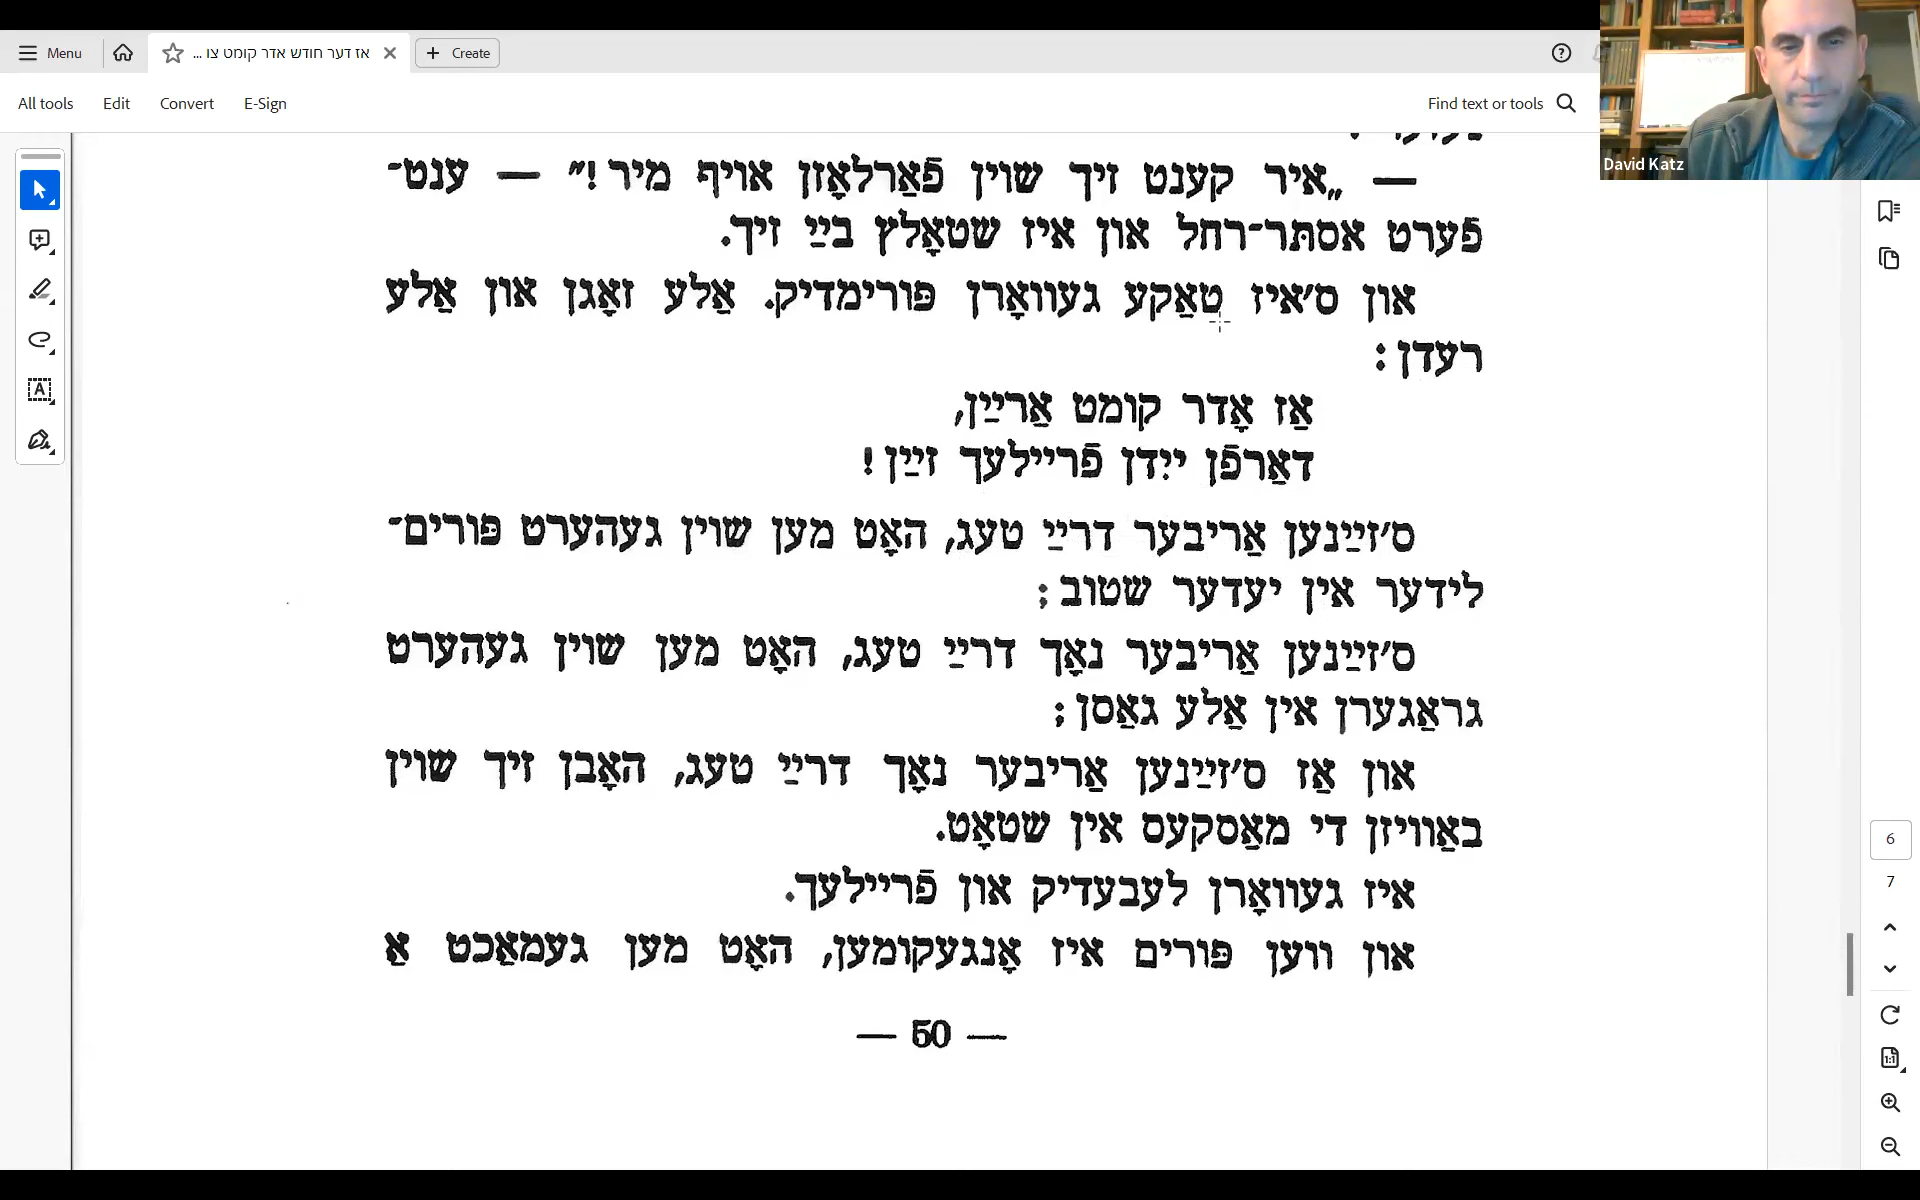 Menu
אז דער חודש אדר קומט צו ...
Create
All tools
Edit
Convert
E-Sign
Find text or tools
David Katz
— „איר קענט זיך שוין פֿאַרלאָזן אויף מיר!" — ענט־
פֿערט אסתּר־רחל און איז שטאָלץ בײַ זיך.
און ס'איז טאַקע געוואָרן פּורימדיק. אַלע זאָגן און אַלע
רעדן:
אַז אָדר קומט אַרײַן,
דאַרפֿן ייִדן פֿריילעך זײַן!
ס'זײַנען אַריבער דרײַ טעג, האָט מען שוין געהערט פּורים־
לידער אין יעדער שטוב;
ס'זײַנען אַריבער נאָך דרײַ טעג, האָט מען שוין געהערט
גראַגערן אין אַלע גאַסן;
און אַז ס'זײַנען אַריבער נאָך דרײַ טעג, האָבן זיך שוין
באַוויזן די מאַסקעס אין שטאָט.
איז געוואָרן לעבעדיק און פֿריילעך.
און ווען פּורים איז אָנגעקומען, האָט מען געמאַכט אַ
— 50 —
6
7